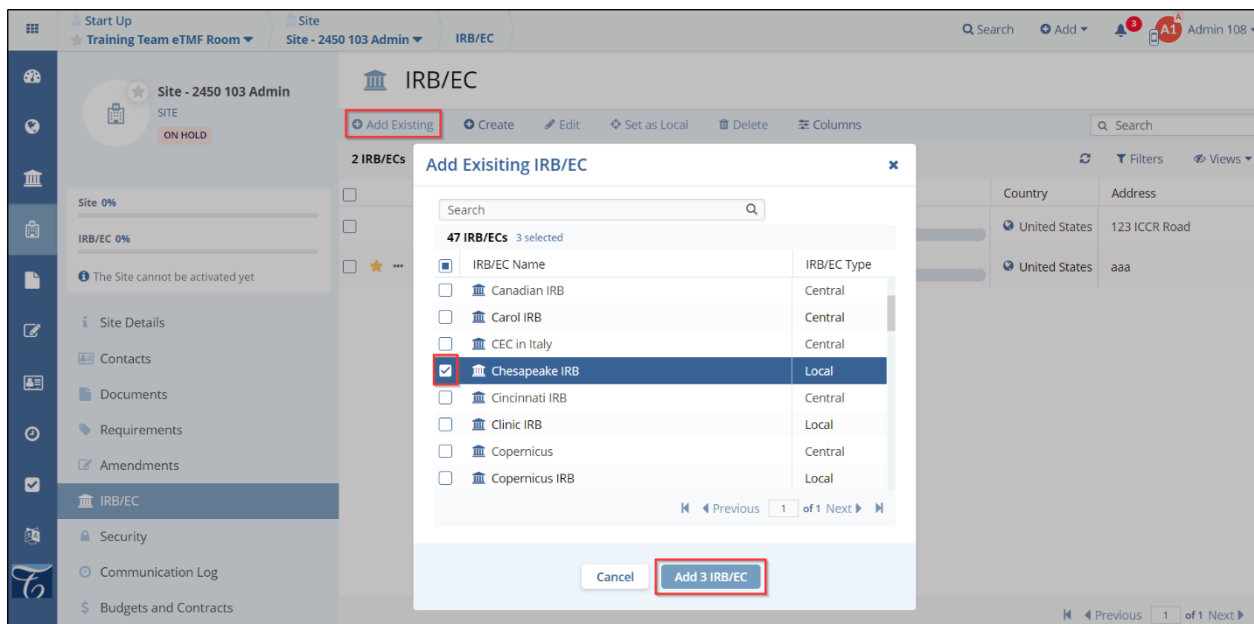 Start Up
Training Team eTMF Room
Site
Site - 2450 103 Admin
IRB/EC
Search
Add
3
A
A1
Admin 108
Site - 2450 103 Admin
SITE
ON HOLD
Site 0%
IRB/EC 0%
The Site cannot be activated yet
Site Details
Contacts
Documents
Requirements
Amendments
IRB/EC
Security
Communication Log
Budgets and Contracts
IRB/EC
Add Existing
Create
Edit
Set as Local
Delete
Columns
Search
2 IRB/ECs
Filters
Views
Country
Address
United States
123 ICCR Road
United States
aaa
Add Exisiting IRB/EC
Search
47 IRB/ECs 3 selected
IRB/EC Name IRB/EC Type
Canadian IRB Central
Carol IRB Central
CEC in Italy Central
Chesapeake IRB Local
Cincinnati IRB Central
Clinic IRB Local
Copernicus Central
Copernicus IRB Local
Previous 1 of 1 Next
Cancel
Add 3 IRB/EC
Previous 1 of 1 Next